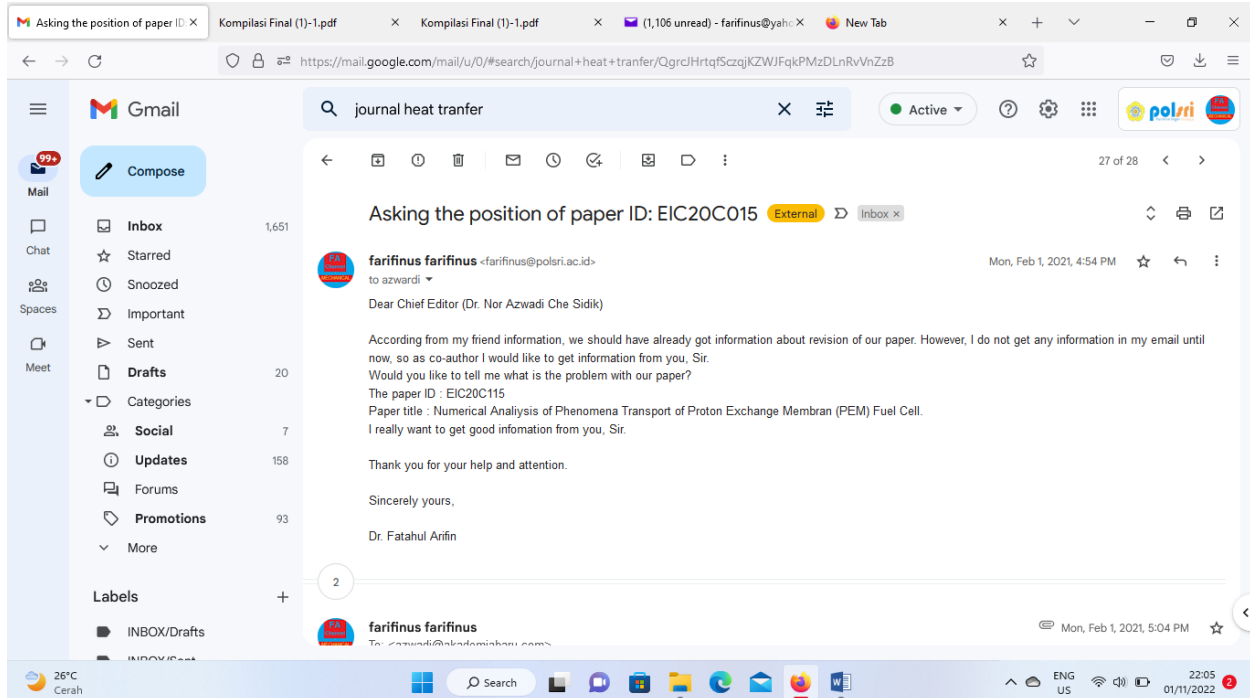 Asking the position of paper ID:
Kompilasi Final (1)-1.pdf
Kompilasi Final (1)-1.pdf
(1,106 unread) - farifinus@yaho
New Tab
https://mail.google.com/mail/u/0/#search/journal+heat+tranfer/QgrcJHrtqfSczqjKZWJFqkPMzDLnRvVnZzB
Gmail
journal heat tranfer
Active
polsri
99+
Mail
Chat
Spaces
Meet
Compose
Inbox 1,651
Starred
Snoozed
Important
Sent
Drafts 20
Categories
Social 7
Updates 158
Forums
Promotions 93
More
Labels
INBOX/Drafts
INBOX/Sent
27 of 28
Asking the position of paper ID: EIC20C015 External Inbox ×
FA
MECHANICAL
farifinus farifinus <farifinus@polsri.ac.id>
Mon, Feb 1, 2021, 4:54 PM
to azwardi
Dear Chief Editor (Dr. Nor Azwadi Che Sidik)
According from my friend information, we should have already got information about revision of our paper. However, I do not get any information in my email until
now, so as co-author I would like to get information from you, Sir.
Would you like to tell me what is the problem with our paper?
The paper ID : EIC20C115
Paper title : Numerical Analiysis of Phenomena Transport of Proton Exchange Membran (PEM) Fuel Cell.
I really want to get good infomation from you, Sir.
Thank you for your help and attention.
Sincerely yours,
Dr. Fatahul Arifin
2
farifinus farifinus
Mon, Feb 1, 2021, 5:04 PM
To: <azwadi@akademiabaru.com>
26°C
Cerah
Search
ENG
US
22:05
01/11/2022
2